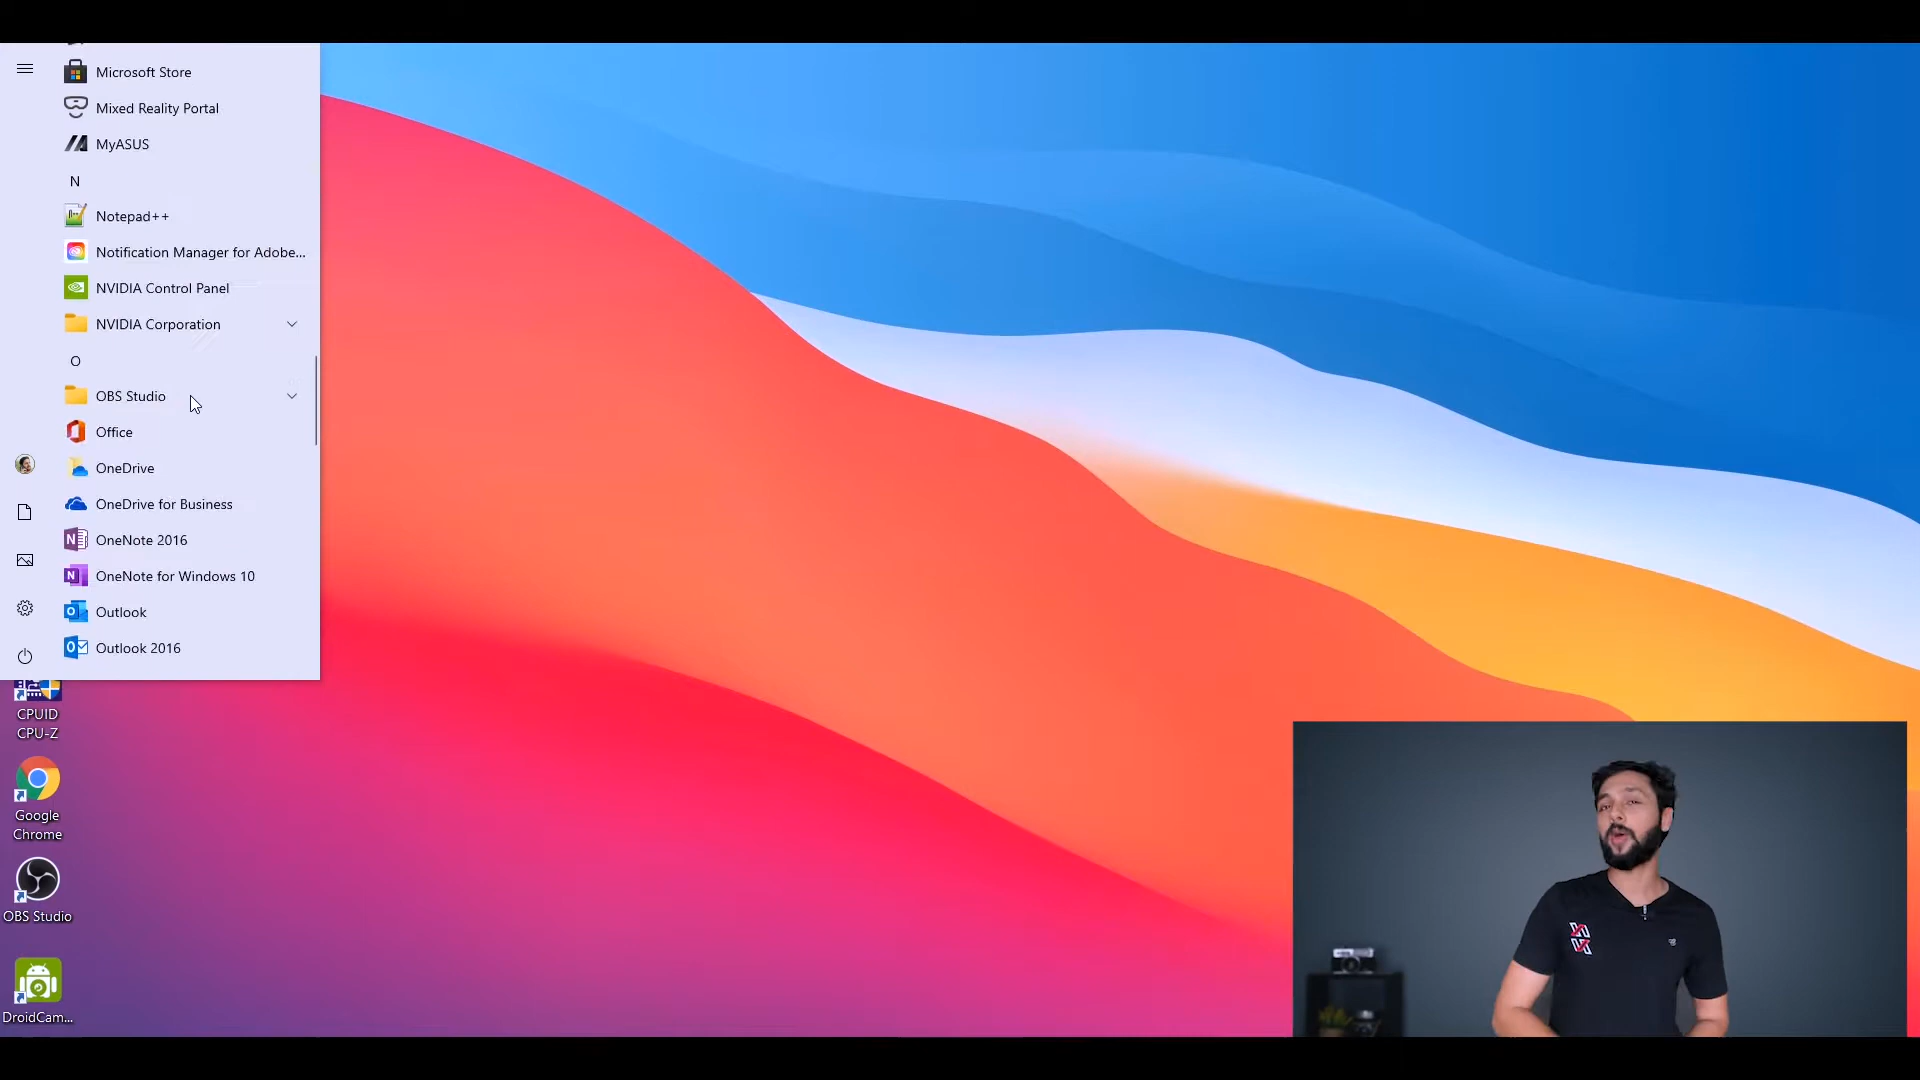 Microsoft Store
Mixed Reality Portal
MyASUS
N
Notepad++
Notification Manager for Adobe...
NVIDIA Control Panel
NVIDIA Corporation
O
OBS Studio
Office
OneDrive
OneDrive for Business
OneNote 2016
OneNote for Windows 10
Outlook
Outlook 2016
CPUID
CPU-Z
Google
Chrome
OBS Studio
DroidCam...